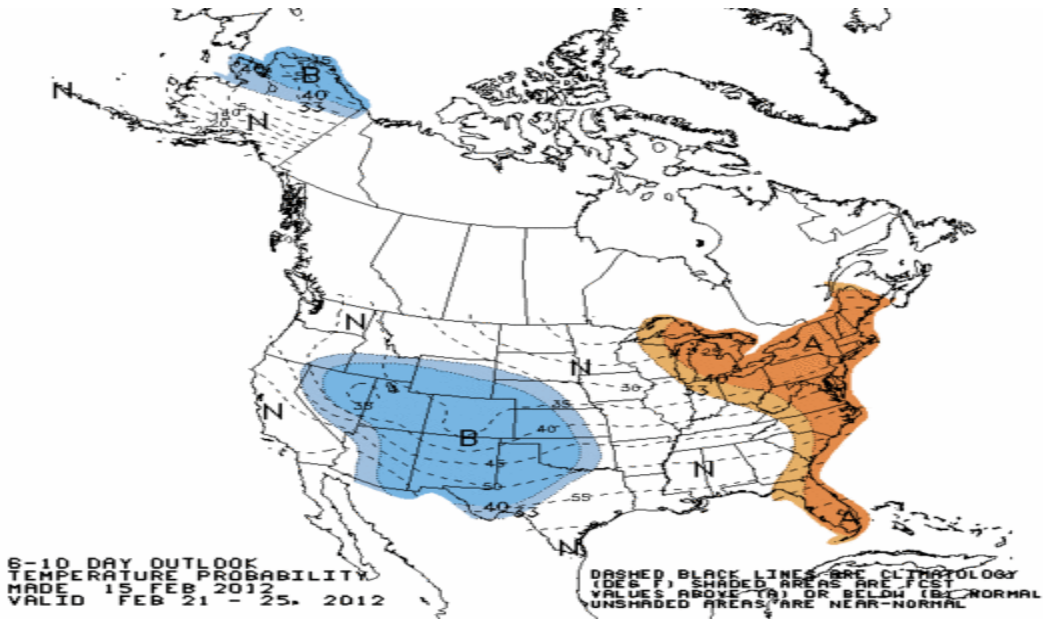 B
40
33
N
N
N
A
40
33
N
30
35
35
N
B
40
45
50
N
55
40
33
A
N
6-10 DAY OUTLOOK
TEMPERATURE PROBABILITY
MADE 15 FEB 2012
VALID FEB 21 - 25, 2012
DASHED BLACK LINES ARE CLIMATOLOGY
(DEG F) SHADED AREAS ARE FCST
VALUES ABOVE (A) OR BELOW (B) NORMAL
UNSHADED AREAS ARE NEAR-NORMAL